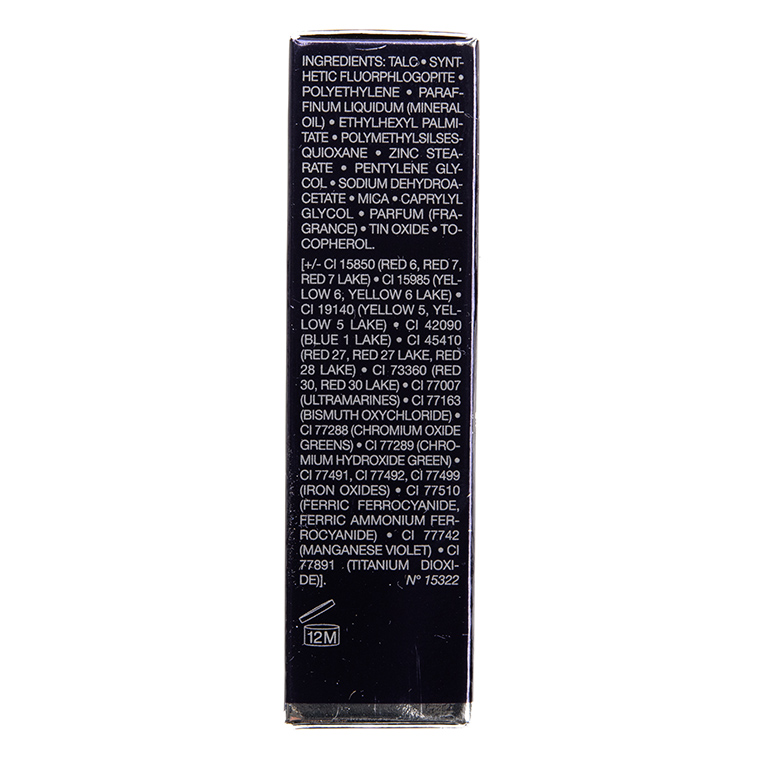 INGREDIENTS: TALC • SYNT-
HETIC FLUORPHLOGOPITE •
POLYETHYLENE • PARAF-
FINUM LIQUIDUM (MINERAL
OIL) • ETHYLHEXYL PALMI-
TATE • POLYMETHYLSILSES-
QUIOXANE • ZINC STEA-
RATE • PENTYLENE GLY-
COL • SODIUM DEHYDROA-
CETATE • MICA • CAPRYLYL
GLYCOL • PARFUM (FRA-
GRANCE) • TIN OXIDE • TO-
COPHEROL.
[+/- CI 15850 (RED 6, RED 7,
RED 7 LAKE) • CI 15985 (YEL-
LOW 6, YELLOW 6 LAKE) •
CI 19140 (YELLOW 5, YEL-
LOW 5 LAKE) • CI 42090
(BLUE 1 LAKE) • CI 45410
(RED 27, RED 27 LAKE, RED
28 LAKE) • CI 73360 (RED
30, RED 30 LAKE) • CI 77007
(ULTRAMARINES) • CI 77163
(BISMUTH OXYCHLORIDE) •
CI 77288 (CHROMIUM OXIDE
GREENS) • CI 77289 (CHRO-
MIUM HYDROXIDE GREEN) •
CI 77491, CI 77492, CI 77499
(IRON OXIDES) • CI 77510
(FERRIC FERROCYANIDE,
FERRIC AMMONIUM FER-
ROCYANIDE) • CI 77742
(MANGANESE VIOLET) • CI
77891 (TITANIUM DIOXI-
DE)]. N° 15322
12M